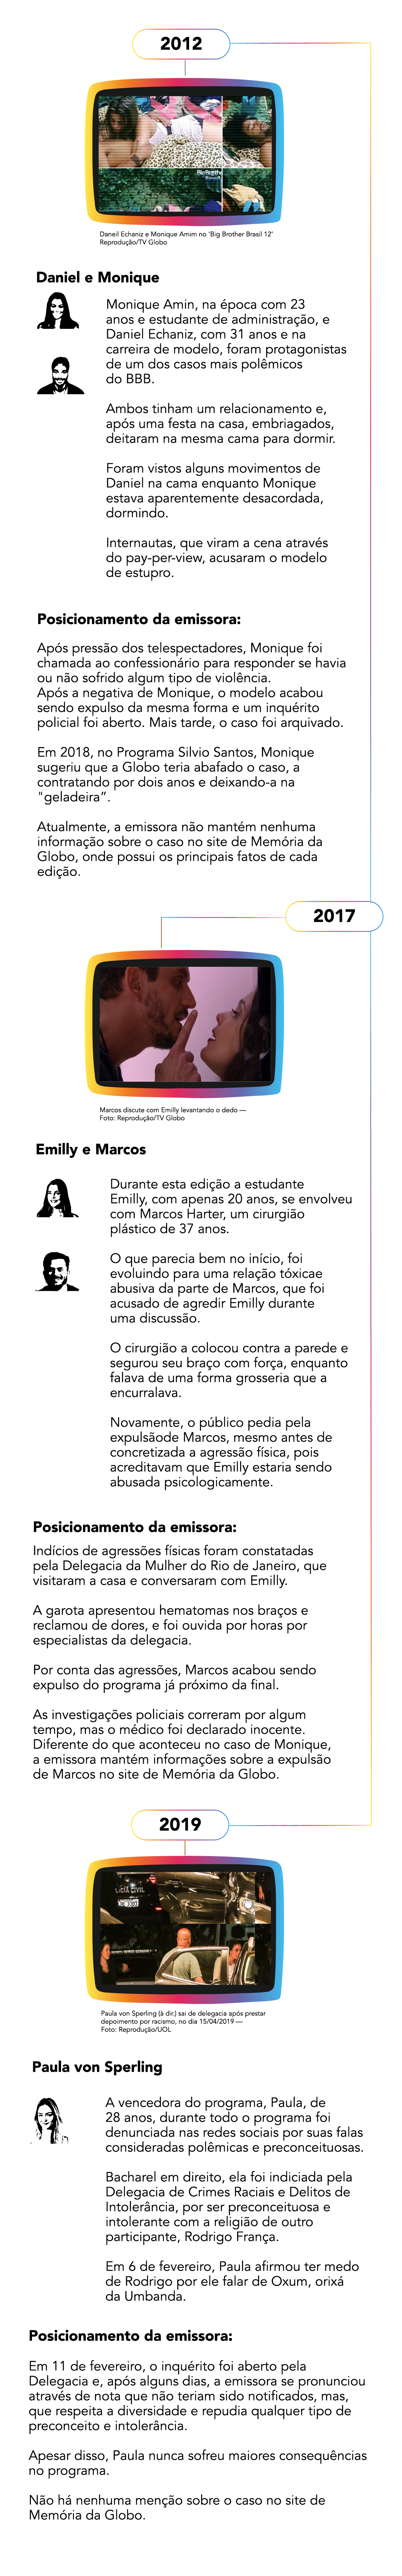 2012
Big Brother
Daneil Echaniz e Monique Amim no ‘Big Brother Brasil 12’
Reprodução/TV Globo
Daniel e Monique
Monique Amin, na época com 23
anos e estudante de administração, e
Daniel Echaniz, com 31 anos e na
carreira de modelo, foram protagonistas
de um dos casos mais polêmicos
do BBB.
Ambos tinham um relacionamento e,
após uma festa na casa, embriagados,
deitaram na mesma cama para dormir.
Foram vistos alguns movimentos de
Daniel na cama enquanto Monique
estava aparentemente desacordada,
dormindo.
Internautas, que viram a cena através
do pay-per-view, acusaram o modelo
de estupro.
Posicionamento da emissora:
Após pressão dos telespectadores, Monique foi
chamada ao confessionário para responder se havia
ou não sofrido algum tipo de violência.
Após a negativa de Monique, o modelo acabou
sendo expulso da mesma forma e um inquérito
policial foi aberto. Mais tarde, o caso foi arquivado.
Em 2018, no Programa Silvio Santos, Monique
sugeriu que a Globo teria abafado o caso, a
contratando por dois anos e deixando-a na
"geladeira”.
Atualmente, a emissora não mantém nenhuma
informação sobre o caso no site de Memória da
Globo, onde possui os principais fatos de cada
edição.
2017
Marcos discute com Emilly levantando o dedo —
Foto: Reprodução/TV Globo
Emilly e Marcos
Durante esta edição a estudante
Emilly, com apenas 20 anos, se envolveu
com Marcos Harter, um cirurgião
plástico de 37 anos.
O que parecia bem no início, foi
evoluindo para uma relação tóxicae
abusiva da parte de Marcos, que foi
acusado de agredir Emilly durante
uma discussão.
O cirurgião a colocou contra a parede e
segurou seu braço com força, enquanto
falava de uma forma grosseria que a
encurralava.
Novamente, o público pedia pela
expulsãode Marcos, mesmo antes de
concretizada a agressão física, pois
acreditavam que Emilly estaria sendo
abusada psicologicamente.
Posicionamento da emissora:
Indícios de agressões físicas foram constatadas
pela Delegacia da Mulher do Rio de Janeiro, que
visitaram a casa e conversaram com Emilly.
A garota apresentou hematomas nos braços e
reclamou de dores, e foi ouvida por horas por
especialistas da delegacia.
Por conta das agressões, Marcos acabou sendo
expulso do programa já próximo da final.
As investigações policiais correram por algum
tempo, mas o médico foi declarado inocente.
Diferente do que aconteceu no caso de Monique,
a emissora mantém informações sobre a expulsão
de Marcos no site de Memória da Globo.
2019
CIVIL
Paula von Sperling (à dir.) sai de delegacia após prestar
depoimento por racismo, no dia 15/04/2019 —
Foto: Reprodução/UOL
Paula von Sperling
A vencedora do programa, Paula, de
28 anos, durante todo o programa foi
denunciada nas redes sociais por suas falas
consideradas polêmicas e preconceituosas.
Bacharel em direito, ela foi indiciada pela
Delegacia de Crimes Raciais e Delitos de
Intolerância, por ser preconceituosa e
intolerante com a religião de outro
participante, Rodrigo França.
Em 6 de fevereiro, Paula afirmou ter medo
de Rodrigo por ele falar de Oxum, orixá
da Umbanda.
Posicionamento da emissora:
Em 11 de fevereiro, o inquérito foi aberto pela
Delegacia e, após alguns dias, a emissora se pronunciou
através de nota que não teriam sido notificados, mas,
que respeita a diversidade e repudia qualquer tipo de
preconceito e intolerância.
Apesar disso, Paula nunca sofreu maiores consequências
no programa.
Não há nenhuma menção sobre o caso no site de
Memória da Globo.